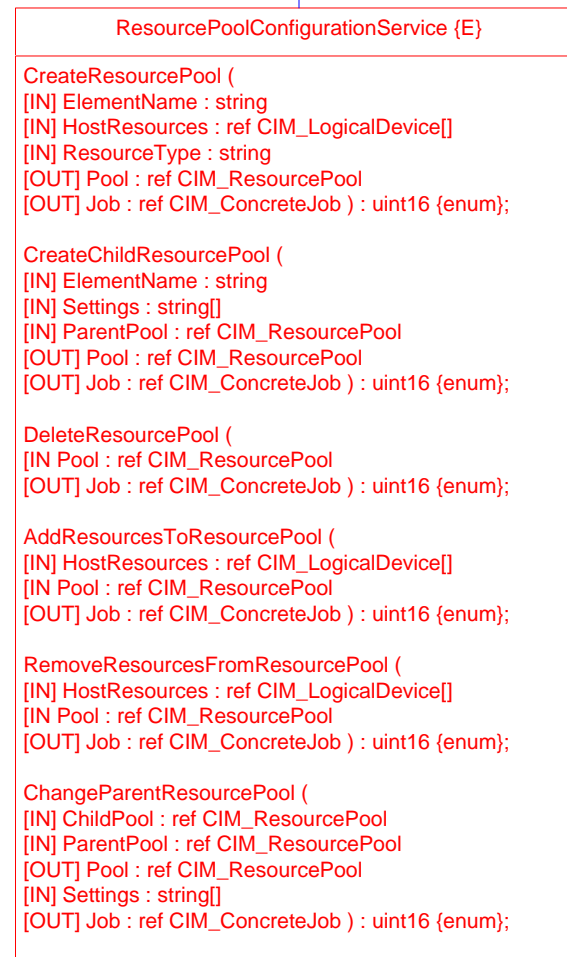 ResourcePoolConfigurationService {E}
CreateResourcePool (
[IN] ElementName : string
[IN] HostResources : ref CIM_LogicalDevice[]
[IN] ResourceType : string
[OUT] Pool : ref CIM_ResourcePool
[OUT] Job : ref CIM_ConcreteJob ) : uint16 {enum};
CreateChildResourcePool (
[IN] ElementName : string
[IN] Settings : string[]
[IN] ParentPool : ref CIM_ResourcePool
[OUT] Pool : ref CIM_ResourcePool
[OUT] Job : ref CIM_ConcreteJob ) : uint16 {enum};
DeleteResourcePool (
[IN Pool : ref CIM_ResourcePool
[OUT] Job : ref CIM_ConcreteJob ) : uint16 {enum};
AddResourcesToResourcePool (
[IN] HostResources : ref CIM_LogicalDevice[]
[IN Pool : ref CIM_ResourcePool
[OUT] Job : ref CIM_ConcreteJob ) : uint16 {enum};
RemoveResourcesFromResourcePool (
[IN] HostResources : ref CIM_LogicalDevice[]
[IN Pool : ref CIM_ResourcePool
[OUT] Job : ref CIM_ConcreteJob ) : uint16 {enum};
ChangeParentResourcePool (
[IN] ChildPool : ref CIM_ResourcePool
[IN] ParentPool : ref CIM_ResourcePool
[OUT] Pool : ref CIM_ResourcePool
[IN] Settings : string[]
[OUT] Job : ref CIM_ConcreteJob ) : uint16 {enum};